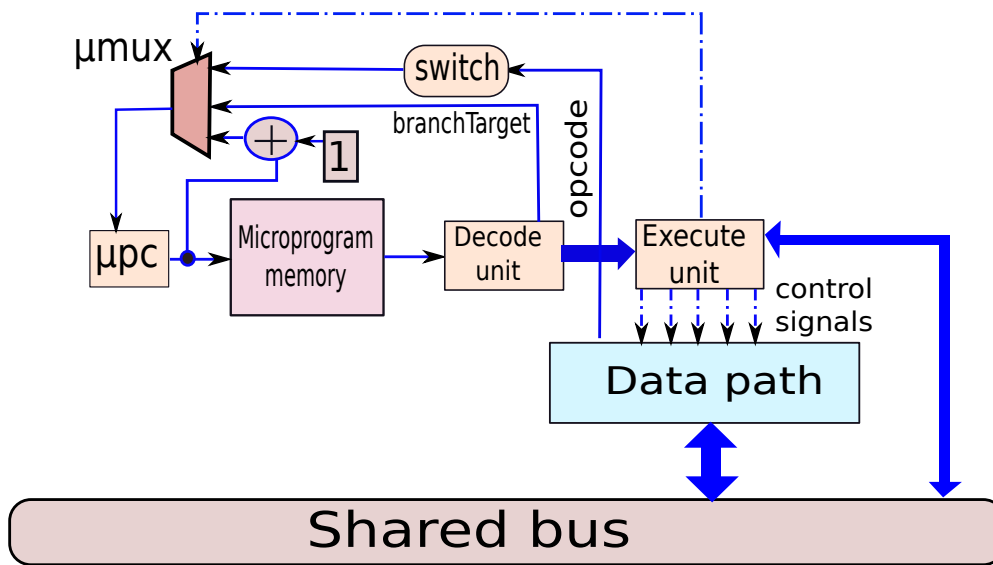 μmux
switch
branchTarget
opcode
+
1
μpc
Microprogram
memory
Decode
unit
Execute
unit
control
signals
Data path
Shared bus